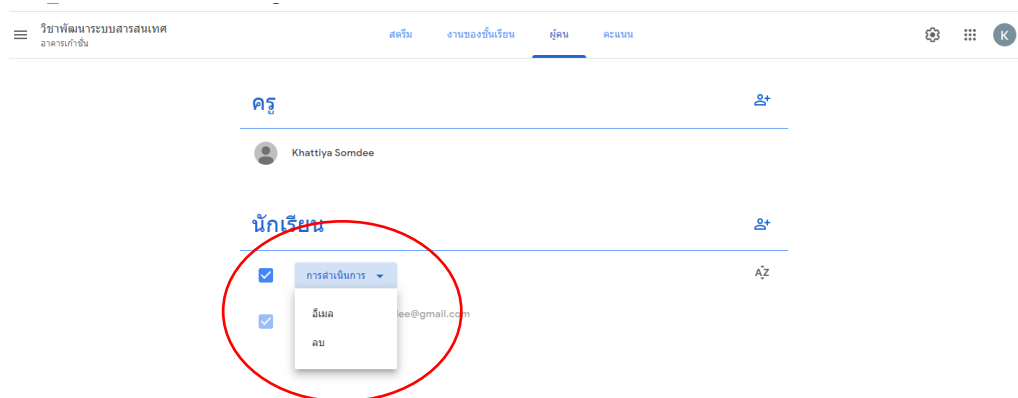 วิชาพัฒนาระบบสารสนเทศ
อาคารเก้าชั้น
สตรีม งานของชั้นเรียน ผู้คน คะแนน
K
ครู
Khattiya Somdee
นักเรียน
การดำเนินการ
AZ
อีเมล
ee@gmail.com
ลบ